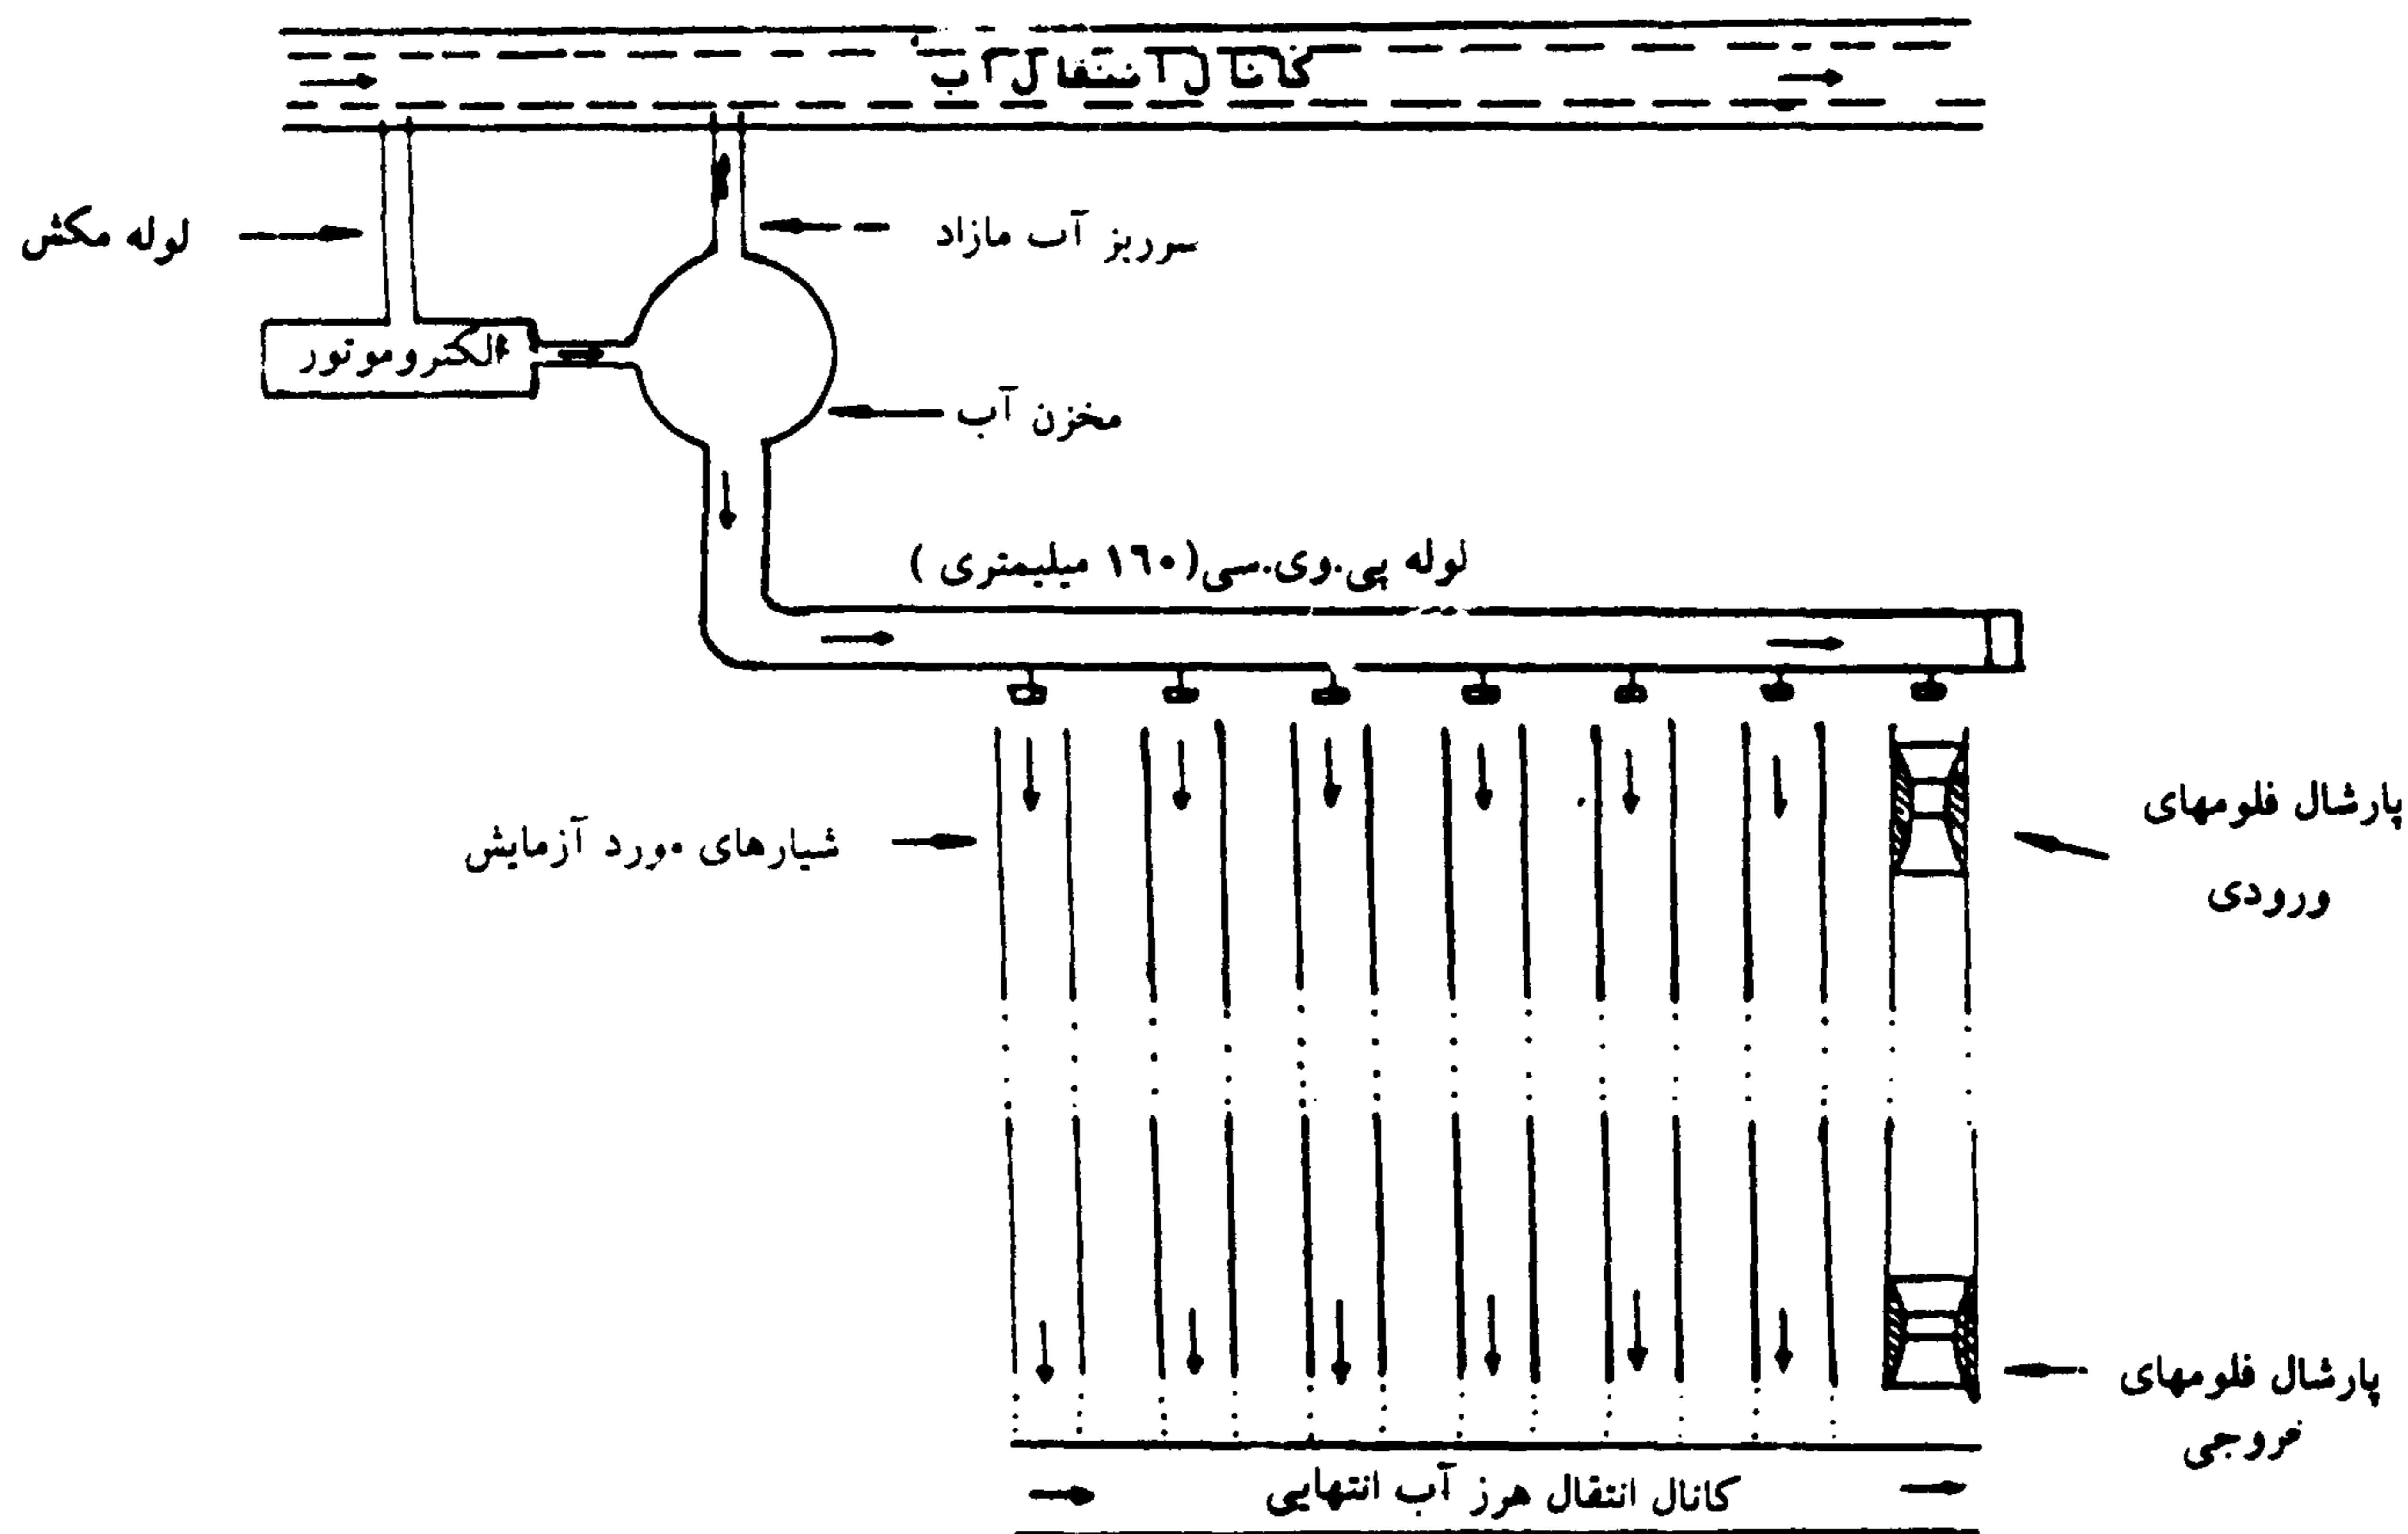 کانال انتقال آب
سرریز آب مازاد
لوله مکش
الکتروموتور
مخزن آب
لوله پی.وی.سی(۱۶۰ میلیمتری )
پارشال فلومهای
ورودی
شیارهای مورد آزمایش
پارشال فلومهای
خروجی
کانال انتقال هرز آب انتهایی